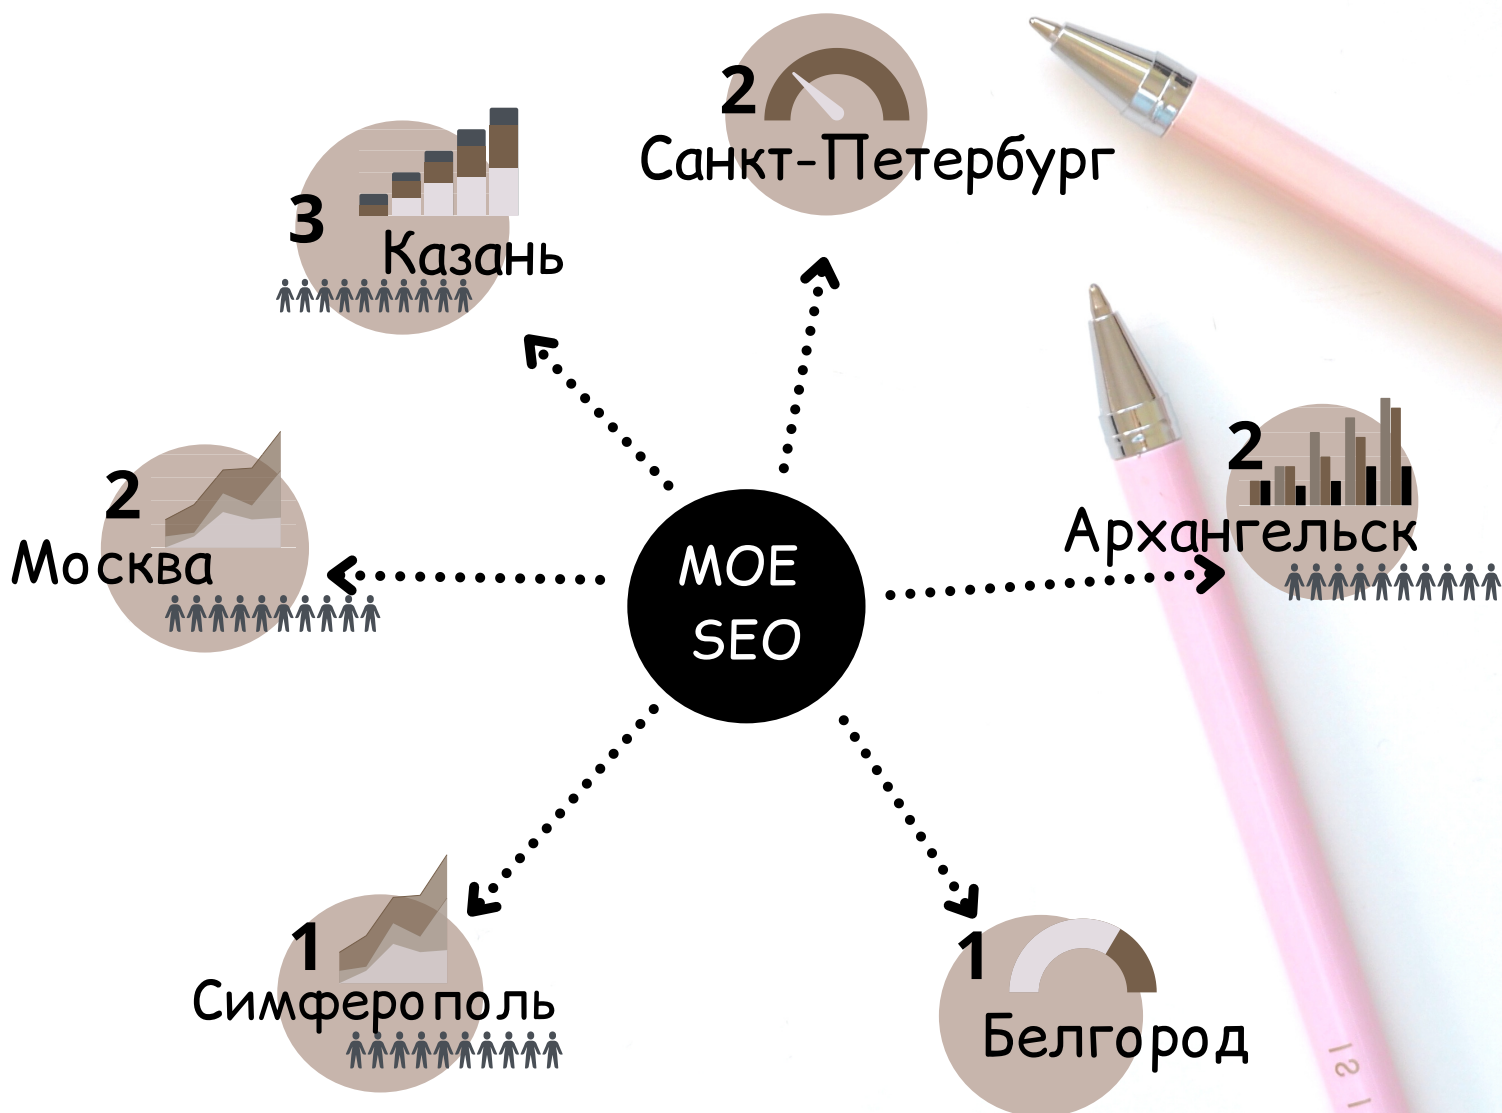 2
Санкт-Петербург
3
Казань
2
Москва
2
Архангельск
МОЕ
SEO
1
Симферополь
1
Белгород